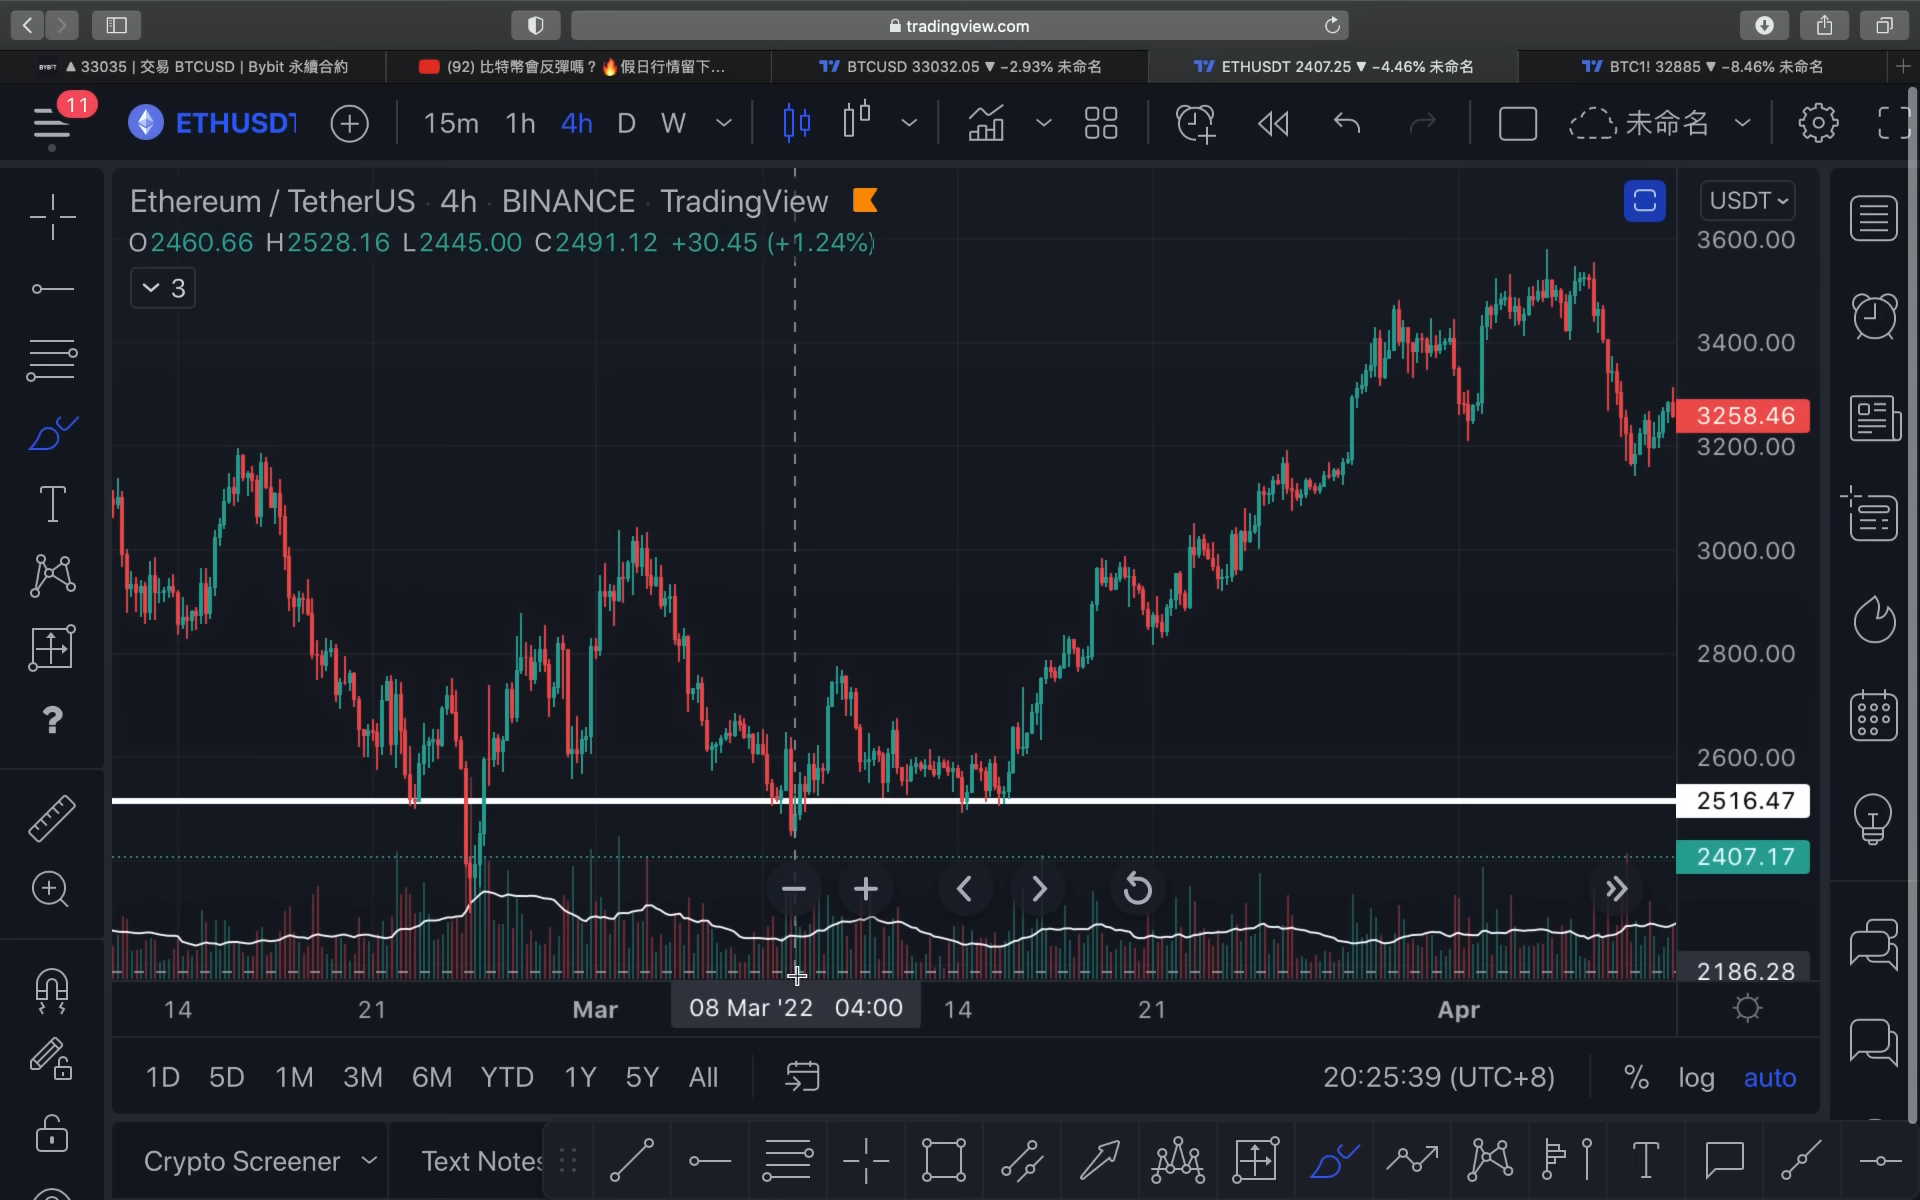 tradingview.com
BYBIT ▲ 33035 | 交易 BTCUSD | Bybit 永續合約
(92) 比特幣會反彈嗎？🔥假日行情留下...
BTCUSD 33032.05 ▼ −2.93% 未命名
ETHUSDT 2407.25 ▼ −4.46% 未命名
BTC1! 32885 ▼ −8.46% 未命名
11
ETHUSDT
15m 1h 4h D W
未命名
Ethereum / TetherUS · 4h · BINANCE · TradingView
O2460.66 H2528.16 L2445.00 C2491.12 +30.45 (+1.24%)
3
USDT
3600.00
3400.00
3258.46
3200.00
3000.00
2800.00
2600.00
2516.47
2407.17
2186.28
14 21 Mar 08 Mar '22 04:00 14 21 Apr
1D 5D 1M 3M 6M YTD 1Y 5Y All
20:25:39 (UTC+8) % log auto
Crypto Screener Text Notes